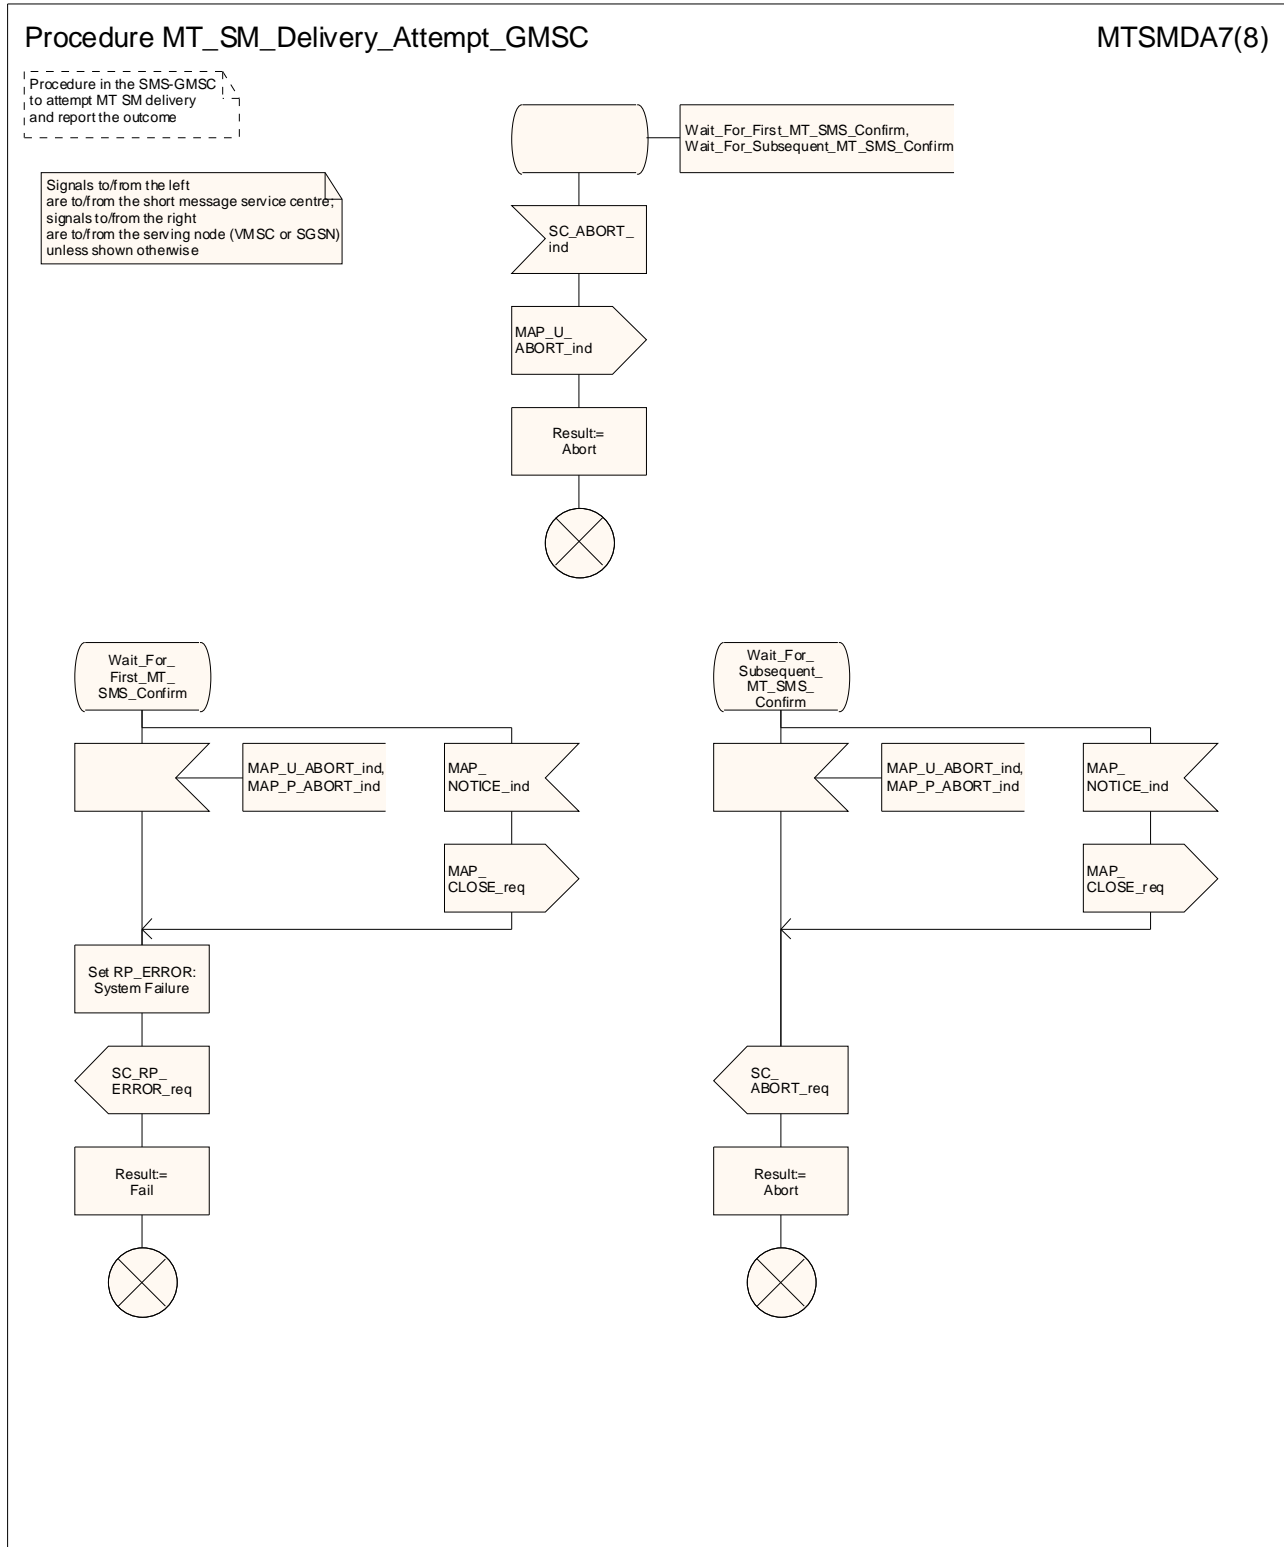 Procedure MT_SM_Delivery_Attempt_GMSC
MTSMDA7(8)
Procedure in the SMS-GMSC
to attempt MT SM delivery
and report the outcome
Signals to/from the left
are to/from the short message service centre;
signals to/from the right
are to/from the serving node (VMSC or SGSN)
unless shown otherwise
Wait_For_First_MT_SMS_Confirm,
Wait_For_Subsequent_MT_SMS_Confirm
SC_ABORT_
ind
MAP_U_
ABORT_ind
Result:=
Abort
Wait_For_
First_MT_
SMS_Confirm
MAP_U_ABORT_ind,
MAP_P_ABORT_ind
MAP_
NOTICE_ind
MAP_
CLOSE_req
Set RP_ERROR:
System Failure
SC_RP_
ERROR_req
Result:=
Fail
Wait_For_
Subsequent_
MT_SMS_
Confirm
MAP_U_ABORT_ind,
MAP_P_ABORT_ind
MAP_
NOTICE_ind
MAP_
CLOSE_req
SC_
ABORT_req
Result:=
Abort